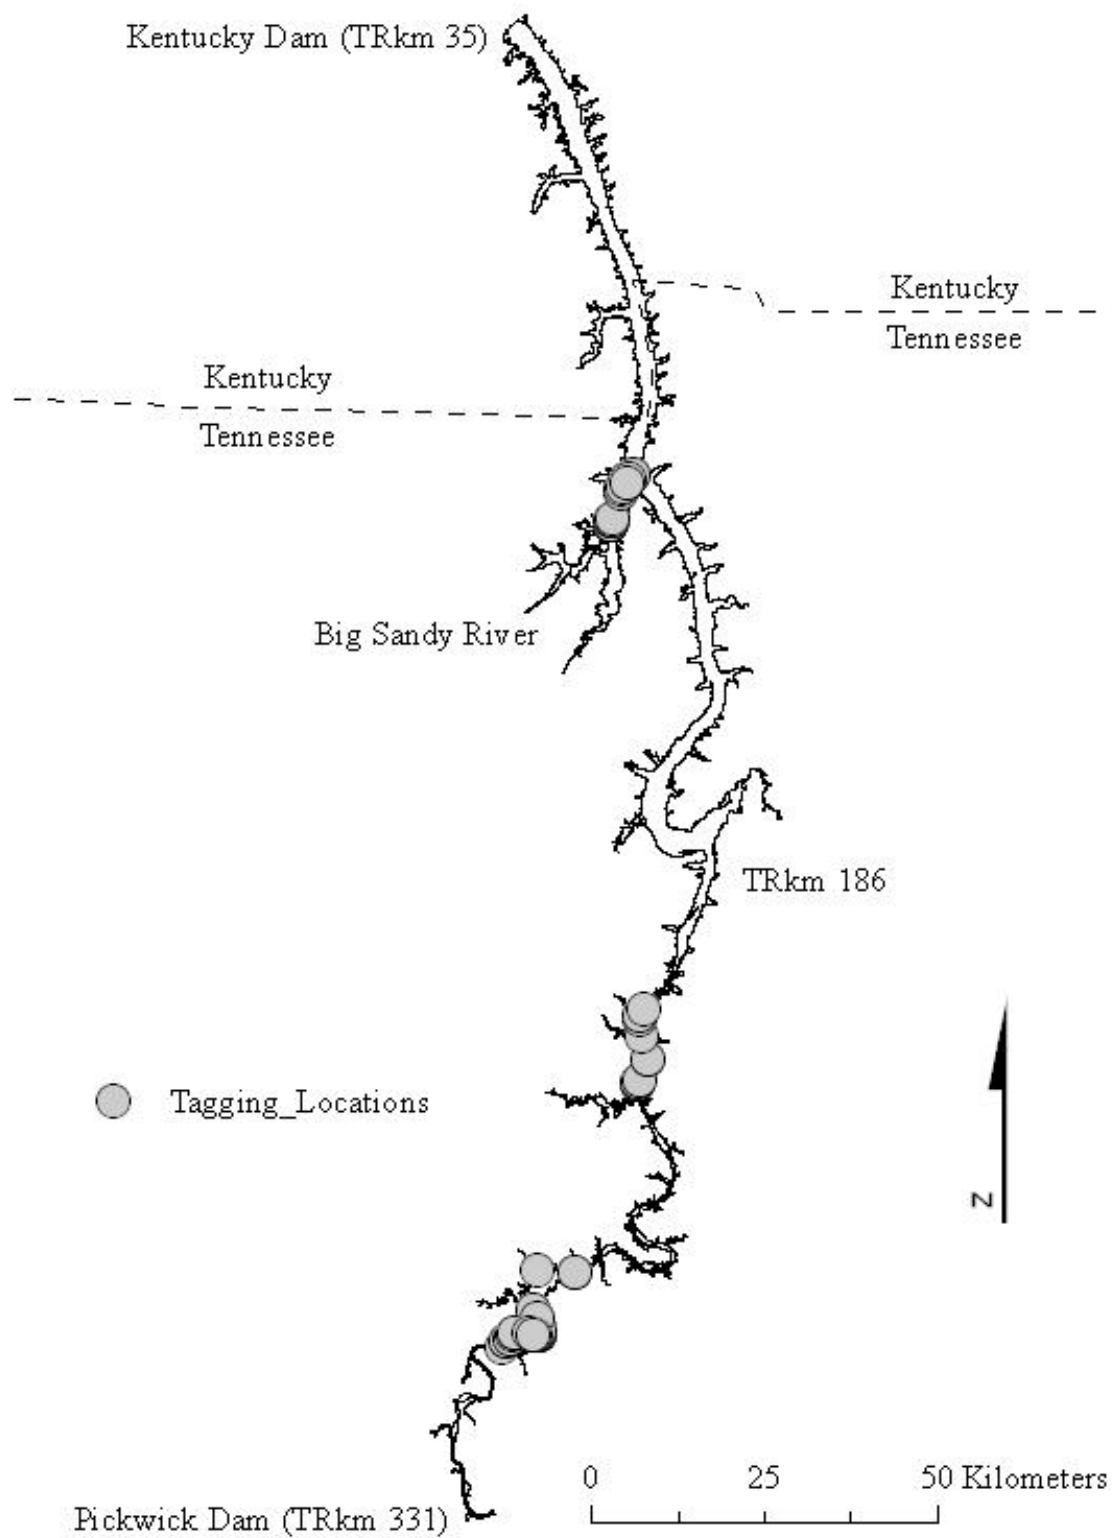 Kentucky Dam (TRkm 35)
Kentucky
Tennessee
Kentucky
Tennessee
Big Sandy River
TRkm 186
Tagging_Locations
N
0 25 50 Kilometers
Pickwick Dam (TRkm 331)